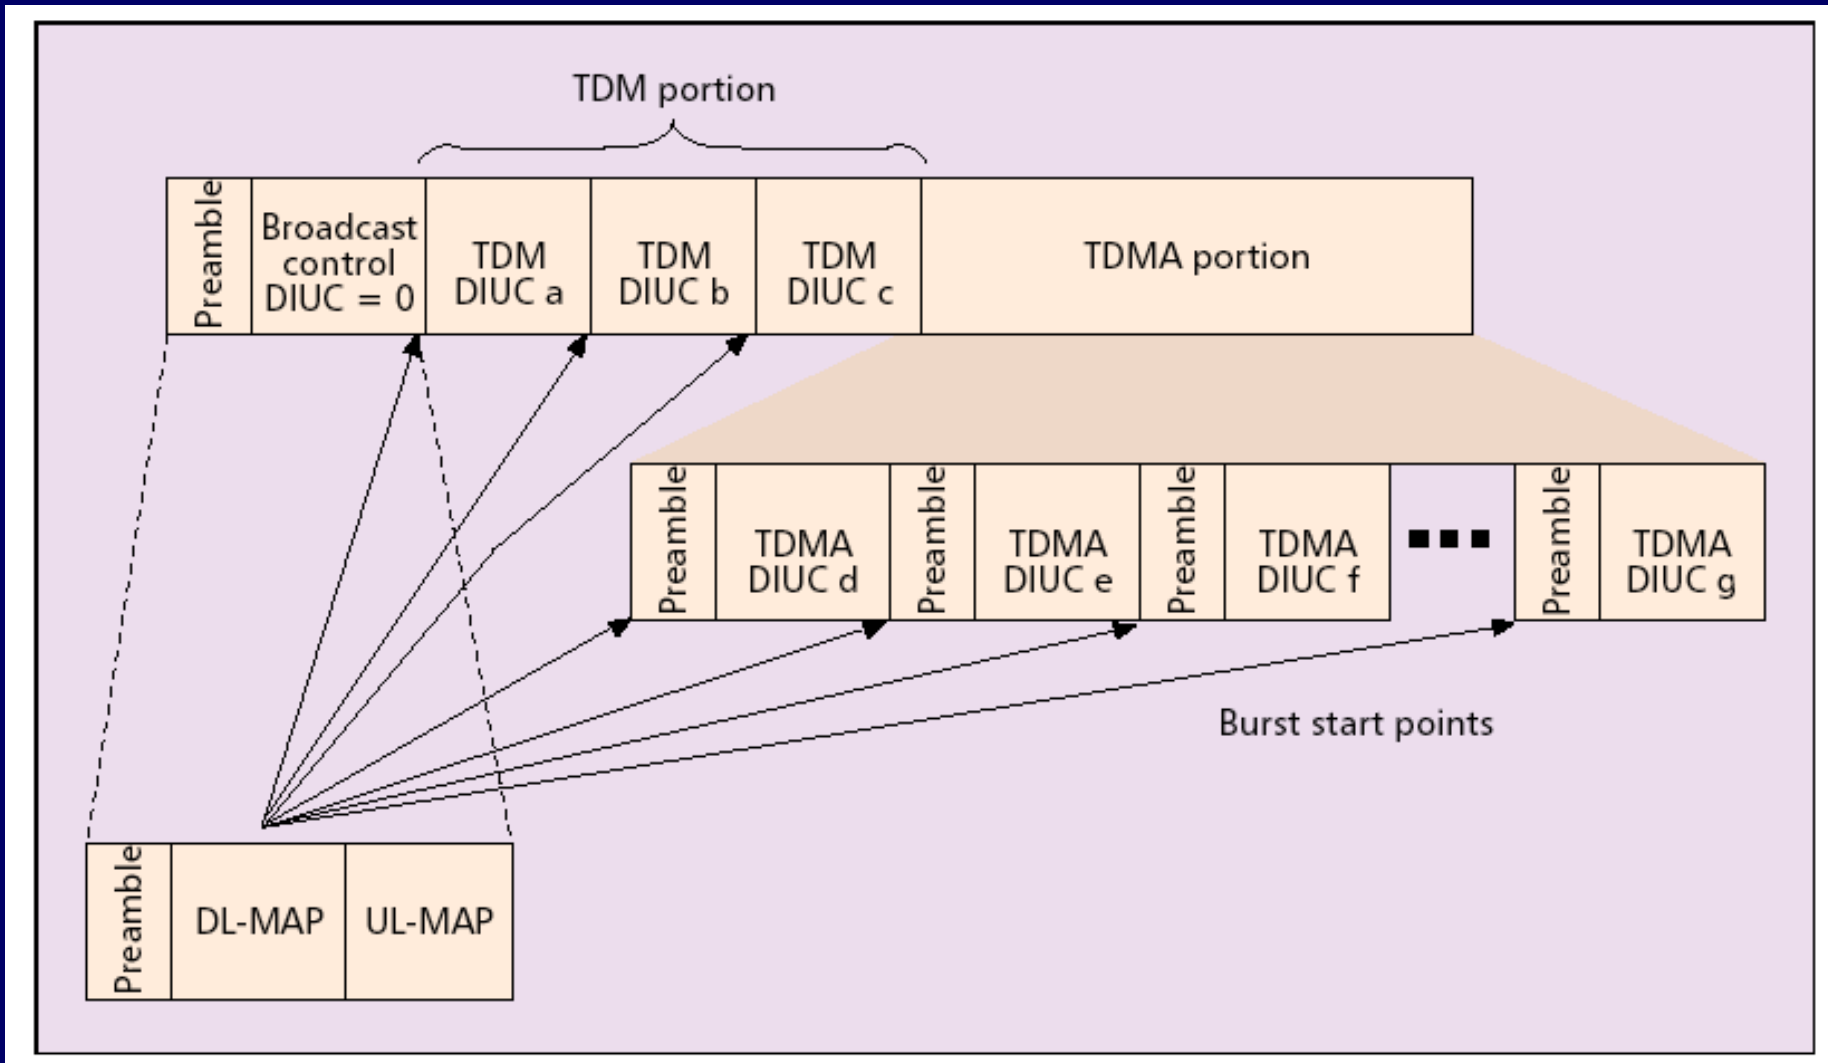 TDM portion
Preamble
Broadcast
control
DIUC = 0
TDM
DIUC a
TDM
DIUC b
TDM
DIUC c
TDMA portion
Preamble
TDMA
DIUC d
Preamble
TDMA
DIUC e
Preamble
TDMA
DIUC f
Preamble
TDMA
DIUC g
Burst start points
Preamble
DL-MAP
UL-MAP